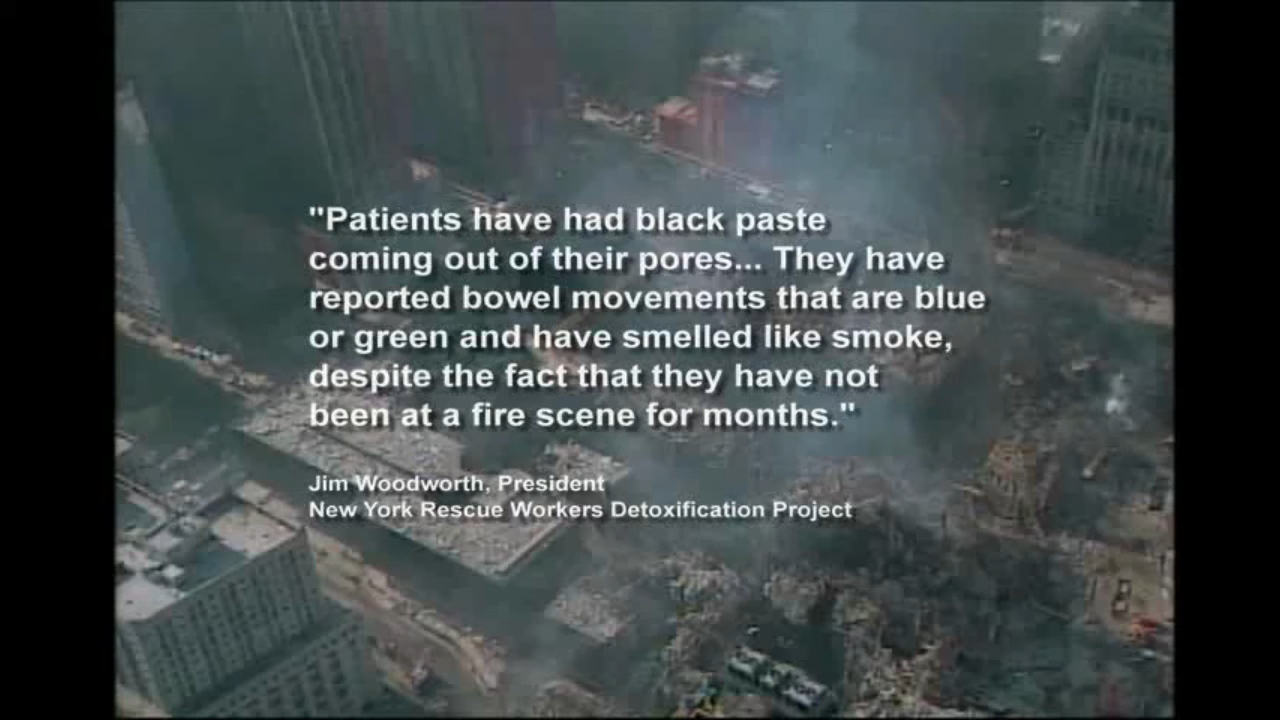 "Patients have had black paste
coming out of their pores... They have
reported bowel movements that are blue
or green and have smelled like smoke,
despite the fact that they have not
been at a fire scene for months."
Jim Woodworth, President
New York Rescue Workers Detoxification Project